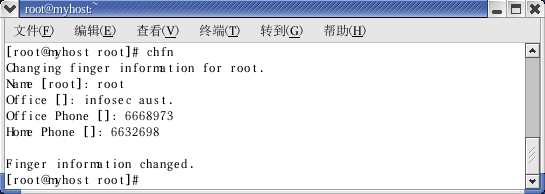 root@myhost:~
文件(F) 编辑(E) 查看(V) 终端(T) 转到(G) 帮助(H)
[root@myhost root]# chfn
Changing finger information for root.
Name [root]: root
Office []: infosec aust.
Office Phone []: 6668973
Home Phone []: 6632698
Finger information changed.
[root@myhost root]#